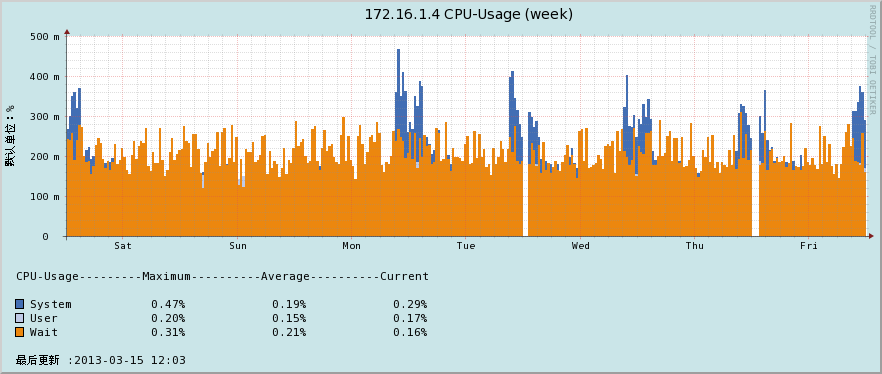 172.16.1.4 CPU-Usage (week)
RRDTOOL / TOBI OETIKER
默认单位：%
500 m
400 m
300 m
200 m
100 m
0
Sat Sun Mon Tue Wed Thu Fri
CPU-Usage---------Maximum----------Average----------Current
System 0.47% 0.19% 0.29%
User 0.20% 0.15% 0.17%
Wait 0.31% 0.21% 0.16%
最后更新 :2013-03-15 12:03